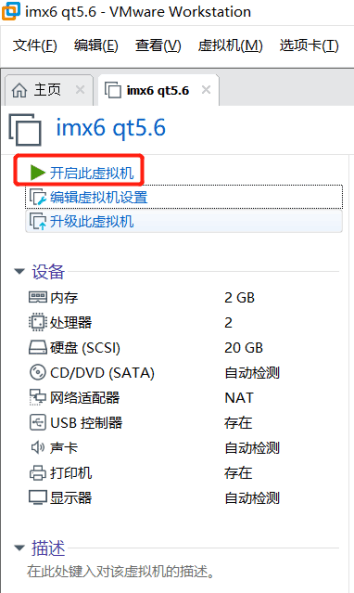 imx6 qt5.6 - VMware Workstation
文件(F) 编辑(E) 查看(V) 虚拟机(M) 选项卡(T)
主页 × imx6 qt5.6 ×
imx6 qt5.6
开启此虚拟机
编辑虚拟机设置
升级此虚拟机
设备
内存 2 GB
处理器 2
硬盘 (SCSI) 20 GB
CD/DVD (SATA) 自动检测
网络适配器 NAT
USB 控制器 存在
声卡 自动检测
打印机 存在
显示器 自动检测
描述
在此处键入对该虚拟机的描述。